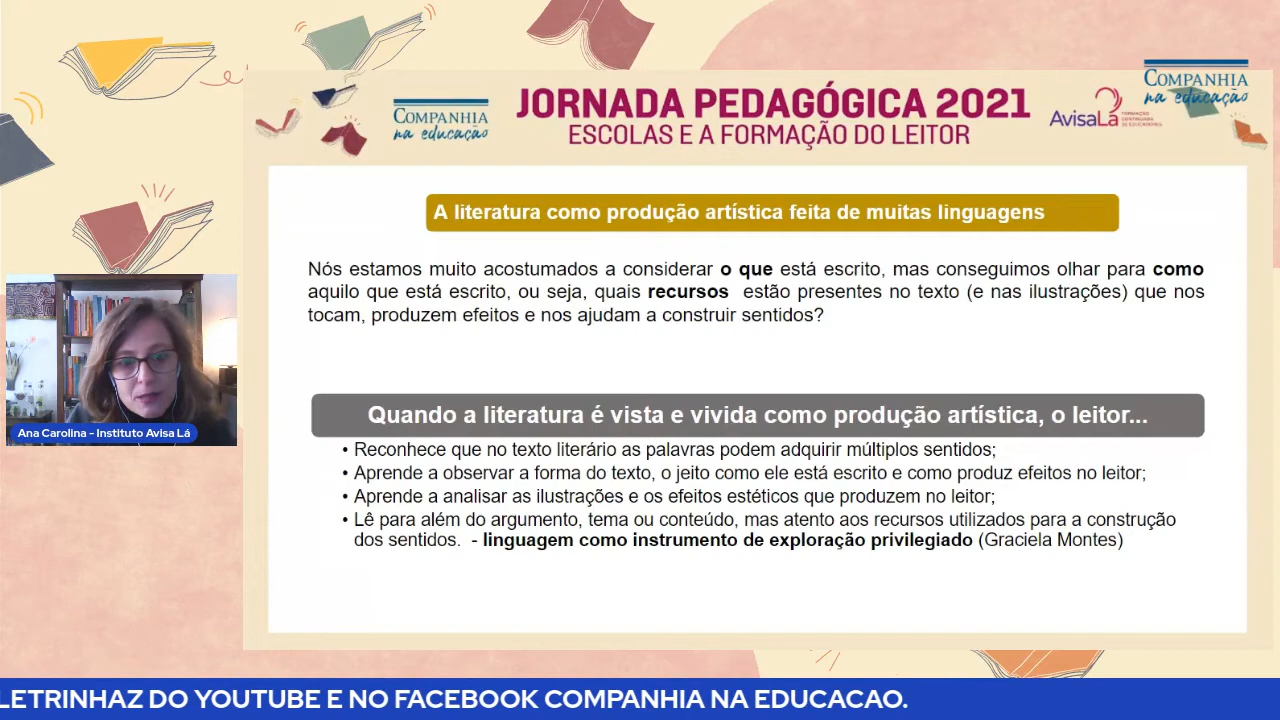 COMPANHIA
na educação
JORNADA PEDAGÓGICA 2021
ESCOLAS E A FORMAÇÃO DO LEITOR
AvisaLá
FORMAÇÃO
CONTINUADA
DE EDUCADORES
COMPANHIA
na educação
A literatura como produção artística feita de muitas linguagens
Nós estamos muito acostumados a considerar o que está escrito, mas conseguimos olhar para como
aquilo que está escrito, ou seja, quais recursos estão presentes no texto (e nas ilustrações) que nos
tocam, produzem efeitos e nos ajudam a construir sentidos?
Quando a literatura é vista e vivida como produção artística, o leitor...
• Reconhece que no texto literário as palavras podem adquirir múltiplos sentidos;
• Aprende a observar a forma do texto, o jeito como ele está escrito e como produz efeitos no leitor;
• Aprende a analisar as ilustrações e os efeitos estéticos que produzem no leitor;
• Lê para além do argumento, tema ou conteúdo, mas atento aos recursos utilizados para a construção
dos sentidos. - linguagem como instrumento de exploração privilegiado (Graciela Montes)
Ana Carolina - Instituto Avisa Lá
LETRINHAZ DO YOUTUBE E NO FACEBOOK COMPANHIA NA EDUCACAO.